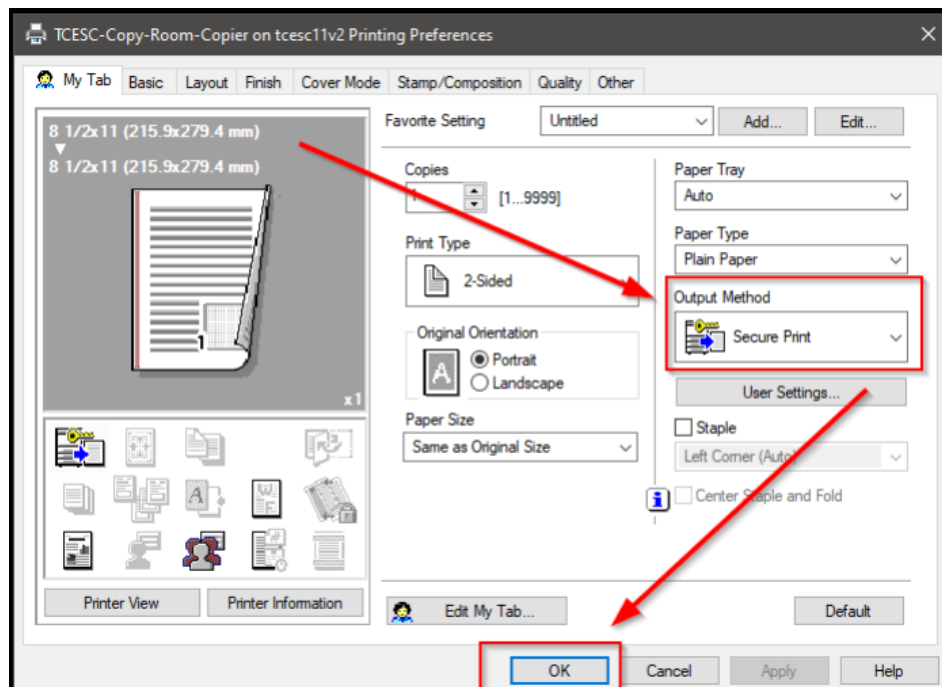 TCESC-Copy-Room-Copier on tcesc11v2 Printing Preferences
My Tab Basic Layout Finish Cover Mode Stamp/Composition Quality Other
8 1/2x11 (215.9x279.4 mm)
8 1/2x11 (215.9x279.4 mm)
1
x1
Printer View Printer Information
Favorite Setting Untitled Add... Edit...
Copies
1 [1...9999]
Print Type
2-Sided
Original Orientation
A
Portrait
Landscape
Paper Size
Same as Original Size
Paper Tray
Auto
Paper Type
Plain Paper
Output Method
Secure Print
User Settings...
Staple
Left Corner (Auto)
Center Staple and Fold
Edit My Tab... Default
OK Cancel Apply Help